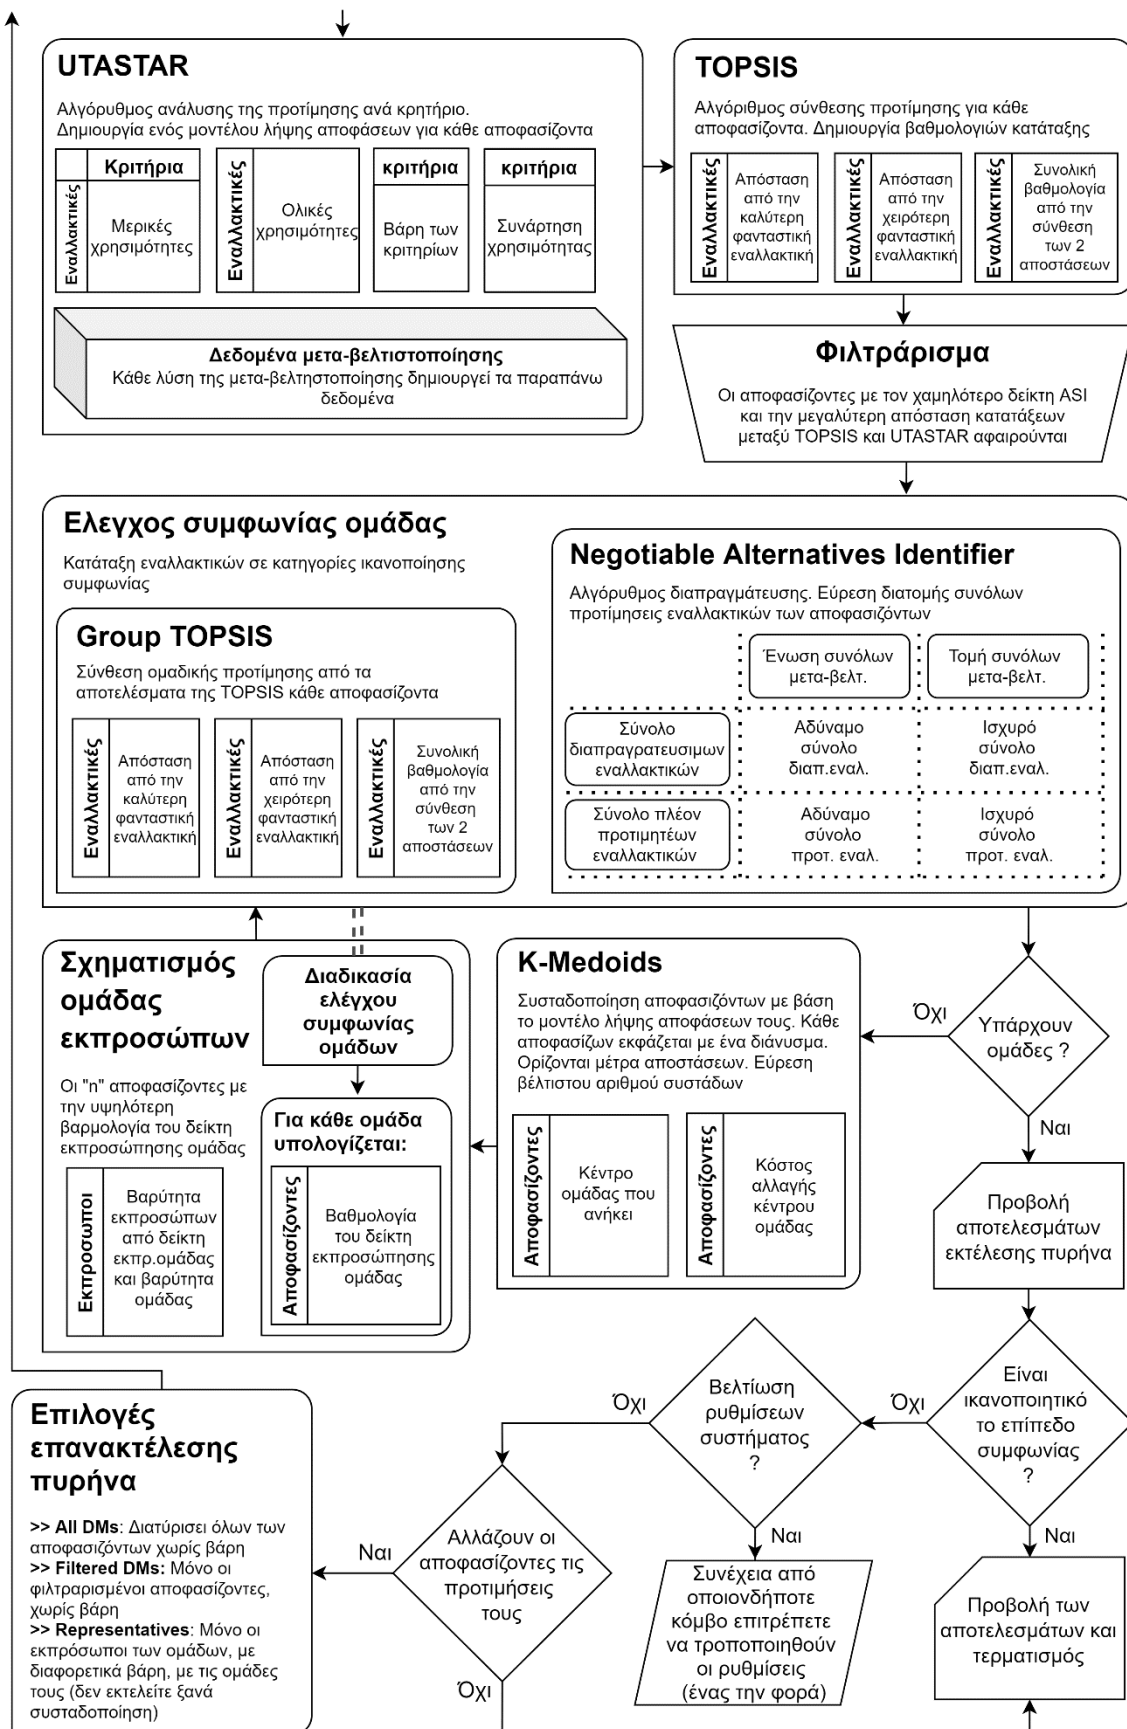 UTASTAR
Αλγόρυθμος ανάλυσης της προτίμησης ανά κρητήριο.
Δημιουργία ενός μοντέλου λήψης αποφάσεων για κάθε αποφασίζοντα
Εναλλακτικές
Κριτήρια
Μερικές
χρησιμότητες
Εναλλακτικές
Ολικές
χρησιμότητες
κριτήρια
Βάρη των
κριτηρίων
κριτήρια
Συνάρτηση
χρησιμότητας
Δεδομένα μετα-βελτιστοποίησης
Κάθε λύση της μετα-βελτηστοποίησης δημιουργεί τα παραπάνω
δεδομένα
TOPSIS
Αλγόριθμος σύνθεσης προτίμησης για κάθε
αποφασίζοντα. Δημιουργία βαθμολογιών κατάταξης
Εναλλακτικές
Απόσταση
από την
καλύτερη
φανταστική
εναλλακτική
Εναλλακτικές
Απόσταση
από την
χειρότερη
φανταστική
εναλλακτική
Εναλλακτικές
Συνολική
βαθμολογία
από την
σύνθεση
των 2
αποστάσεων
Φιλτράρισμα
Οι αποφασίζοντες με τον χαμηλότερο δείκτη ASI
και την μεγαλύτερη απόσταση κατατάξεων
μεταξύ TOPSIS και UTASTAR αφαιρούνται
Ελεγχος συμφωνίας ομάδας
Κατάταξη εναλλακτικών σε κατηγορίες ικανοποίησης
συμφωνίας
Group TOPSIS
Σύνθεση ομαδικής προτίμησης από τα
αποτελέσματα της TOPSIS κάθε αποφασίζοντα
Εναλλακτικές
Απόσταση
από την
καλύτερη
φανταστική
εναλλακτική
Εναλλακτικές
Απόσταση
από την
χειρότερη
φανταστική
εναλλακτική
Εναλλακτικές
Συνολική
βαθμολογία
από την
σύνθεση
των 2
αποστάσεων
Negotiable Alternatives Identifier
Αλγόρυθμος διαπραγμάτευσης. Εύρεση διατομής συνόλων
προτίμησεις εναλλακτικών των αποφασιζόντων
Ένωση συνόλων
μετα-βελτ.
Τομή συνόλων
μετα-βελτ.
Σύνολο
διαπραγρατευσιμων
εναλλακτικών
Αδύναμο
σύνολο
διαπ.εναλ.
Ισχυρό
σύνολο
διαπ.εναλ.
Σύνολο πλέον
προτιμητέων
εναλλακτικών
Αδύναμο
σύνολο
προτ. εναλ.
Ισχυρό
σύνολο
προτ. εναλ.
Σχηματισμός
ομάδας
εκπροσώπων
Οι "n" αποφασίζοντες με
την υψηλότερη
βαρμολογία του δείκτη
εκπροσώπησης ομάδας
Εκπροσωποι
Βαρύτητα
εκπροσώπων
από δείκτη
εκπρ.ομάδας
και βαρύτητα
ομάδας
Διαδικασία
ελέγχου
συμφωνίας
ομάδων
Για κάθε ομάδα
υπολογίζεται:
Αποφασίζοντες
Βαθμολογία
του δείκτη
εκπροσώπησης
ομάδας
K-Medoids
Συσταδοποίηση αποφασιζόντων με βάση
το μοντέλο λήψης αποφάσεων τους. Κάθε
αποφασίζων εκφάζεται με ένα διάνυσμα.
Ορίζονται μέτρα αποστάσεων. Εύρεση
βέλτιστου αριθμού συστάδων
Αποφασίζοντες
Κέντρο
ομάδας που
ανήκει
Αποφασίζοντες
Κόστος
αλλαγής
κέντρου
ομάδας
Όχι
Υπάρχουν
ομάδες ?
Ναι
Προβολή
αποτελεσμάτων
εκτέλεσης πυρήνα
Είναι
ικανοποιητικό
το επίπεδο
συμφωνίας
?
Όχι
Ναι
Βελτίωση
ρυθμίσεων
συστήματος
?
Όχι
Ναι
Επιλογές
επανακτέλεσης
πυρήνα
>> All DMs: Διατύρισει όλων των
αποφασιζόντων χωρίς βάρη
>> Filtered DMs: Μόνο οι
φιλτραρισμένοι αποφασίζοντες,
χωρίς βάρη
>> Representatives: Μόνο οι
εκπρόσωποι των ομάδων, με
διαφορετικά βάρη, με τις ομάδες
τους (δεν εκτελείτε ξανά
συσταδοποίηση)
Ναι
Αλλάζουν οι
αποφασίζοντες τις
προτιμήσεις
τους
Όχι
Συνέχεια από
οποιονδήποτε
κόμβο επιτρέπετε
να τροποποιηθούν
οι ρυθμίσεις
(ένας την φορά)
Προβολή των
αποτελεσμάτων και
τερματισμός